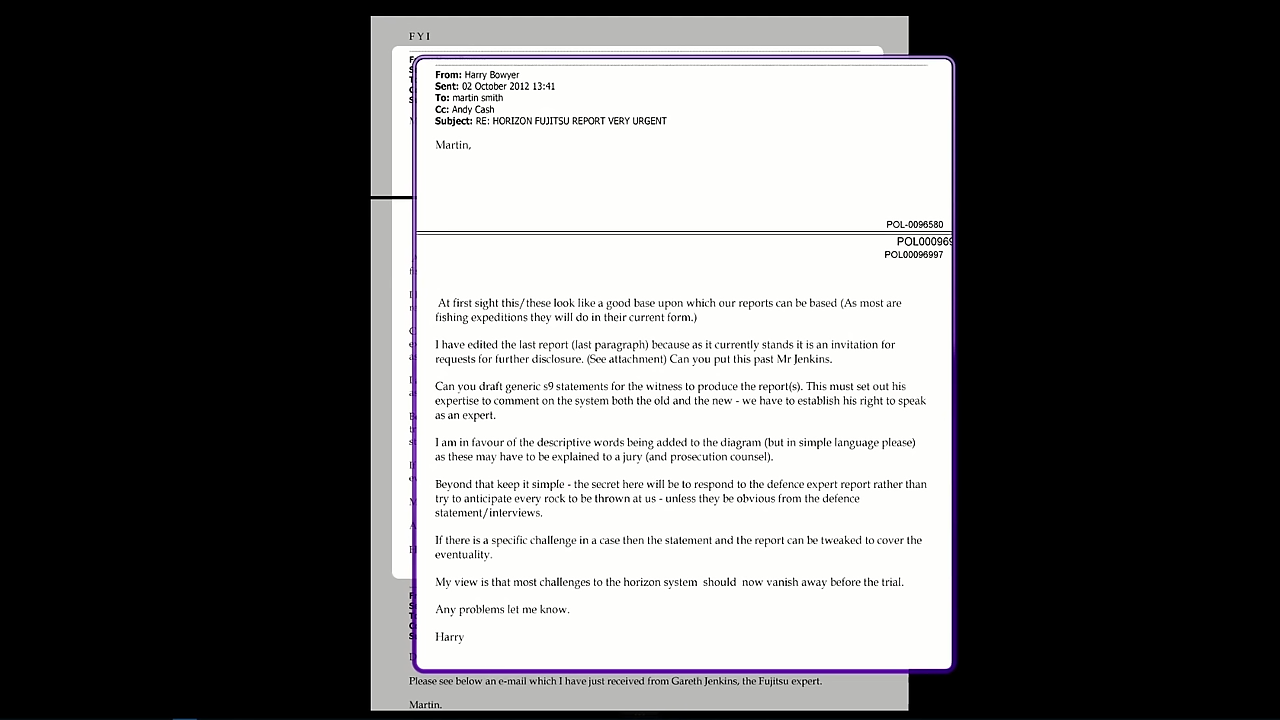 F Y I
From: Harry Bowyer
Sent: 02 October 2012 13:41
To: martin smith
Cc: Andy Cash
Subject: RE: HORIZON FUJITSU REPORT VERY URGENT
Martin,
POL-0096580
POL000969
POL00096997
At first sight this/these look like a good base upon which our reports can be based (As most are
fishing expeditions they will do in their current form.)
I have edited the last report (last paragraph) because as it currently stands it is an invitation for
requests for further disclosure. (See attachment) Can you put this past Mr Jenkins.
Can you draft generic s9 statements for the witness to produce the report(s). This must set out his
expertise to comment on the system both the old and the new - we have to establish his right to speak
as an expert.
I am in favour of the descriptive words being added to the diagram (but in simple language please)
as these may have to be explained to a jury (and prosecution counsel).
Beyond that keep it simple - the secret here will be to respond to the defence expert report rather than
try to anticipate every rock to be thrown at us - unless they be obvious from the defence
statement/interviews.
If there is a specific challenge in a case then the statement and the report can be tweaked to cover the
eventuality.
My view is that most challenges to the horizon system should now vanish away before the trial.
Any problems let me know.
Harry
Please see below an e-mail which I have just received from Gareth Jenkins, the Fujitsu expert.
Martin.